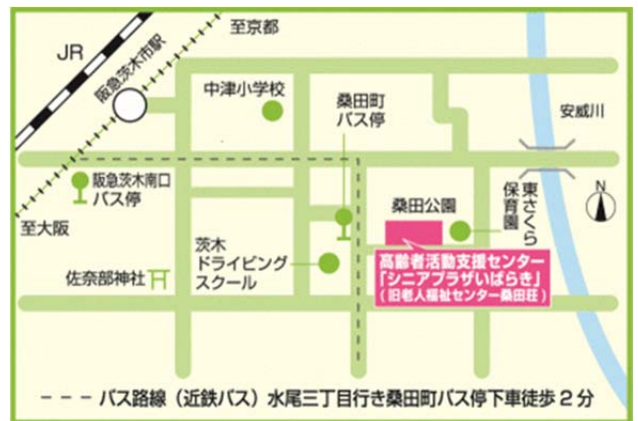 至京都
JR
阪急茨木市駅
中津小学校
桑田町
バス停
安威川
阪急茨木南口
バス停
至大阪
桑田公園
東さくら
保育園
N
茨木
ドライビング
スクール
佐奈部神社
高齢者活動支援センター
「シニアプラザいばらき」
(旧老人福祉センター桑田荘)
バス路線（近鉄バス）水尾三丁目行き桑田町バス停下車徒歩2分